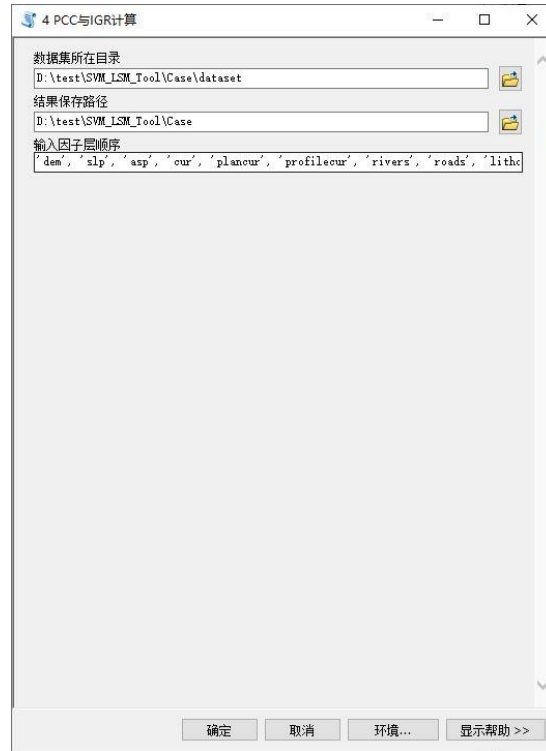 4 PCC与IGR计算
数据集所在目录
D:\test\SVM_LSM_Tool\Case\dataset
结果保存路径
D:\test\SVM_LSM_Tool\Case
输入因子层顺序
'dem', 'slp', 'asp', 'cur', 'plancur', 'profilecur', 'rivers', 'roads', 'lithc
确定 取消 环境... 显示帮助 >>